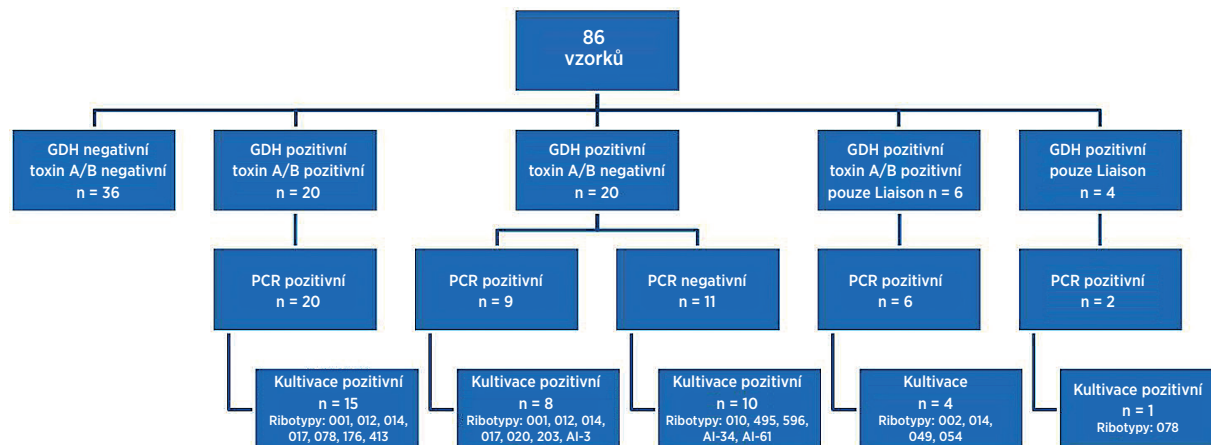 86
vzorků
GDH negativní
toxin A/B negativní
n = 36
GDH pozitivní
toxin A/B pozitivní
n = 20
GDH pozitivní
toxin A/B negativní
n = 20
GDH pozitivní
toxin A/B pozitivní
pouze Liaison n = 6
GDH pozitivní
pouze Liaison
n = 4
PCR pozitivní
n = 20
PCR pozitivní
n = 9
PCR negativní
n = 11
PCR pozitivní
n = 6
PCR pozitivní
n = 2
Kultivace pozitivní
n = 15
Ribotypy: 001, 012, 014,
017, 078, 176, 413
Kultivace pozitivní
n = 8
Ribotypy: 001, 012, 014,
017, 020, 203, AI-3
Kultivace pozitivní
n = 10
Ribotypy: 010, 495, 596,
AI-34, AI-61
Kultivace
n = 4
Ribotypy: 002, 014,
049, 054
Kultivace pozitivní
n = 1
Ribotypy: 078